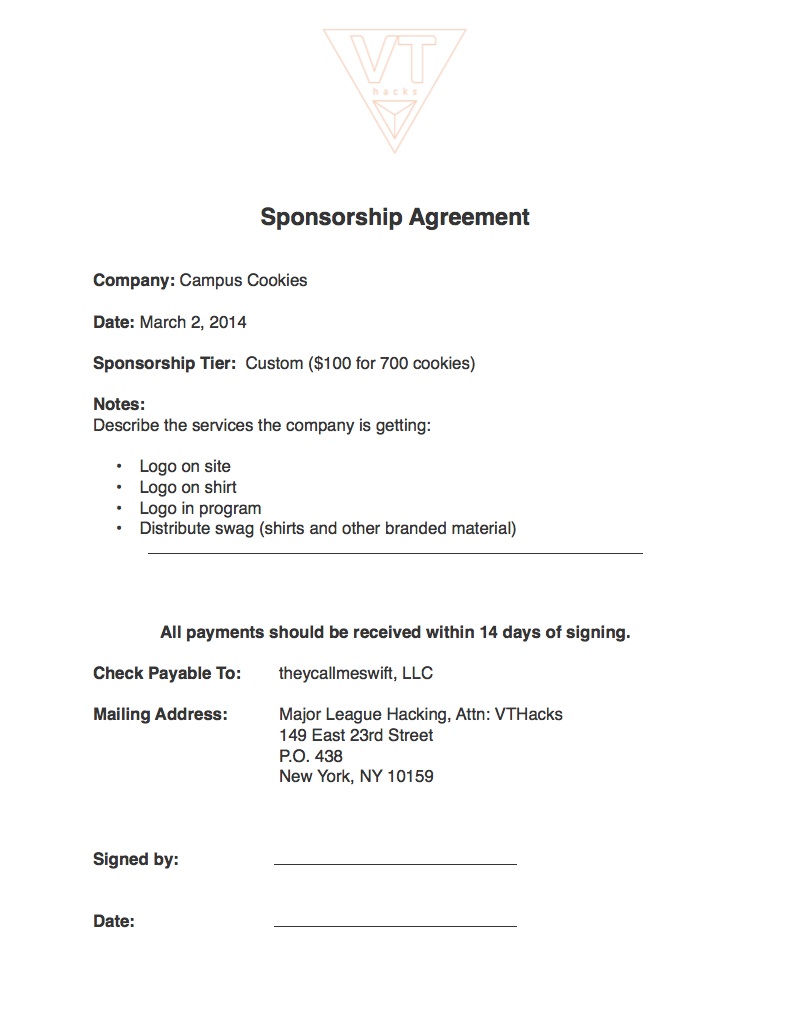 VT
hacks
Sponsorship Agreement
Company: Campus Cookies
Date: March 2, 2014
Sponsorship Tier:  Custom ($100 for 700 cookies)
Notes:
Describe the services the company is getting:
• Logo on site
• Logo on shirt
• Logo in program
• Distribute swag (shirts and other branded material)
All payments should be received within 14 days of signing.
Check Payable To: theycallmeswift, LLC
Mailing Address: Major League Hacking, Attn: VTHacks
149 East 23rd Street
P.O. 438
New York, NY 10159
Signed by:
Date: